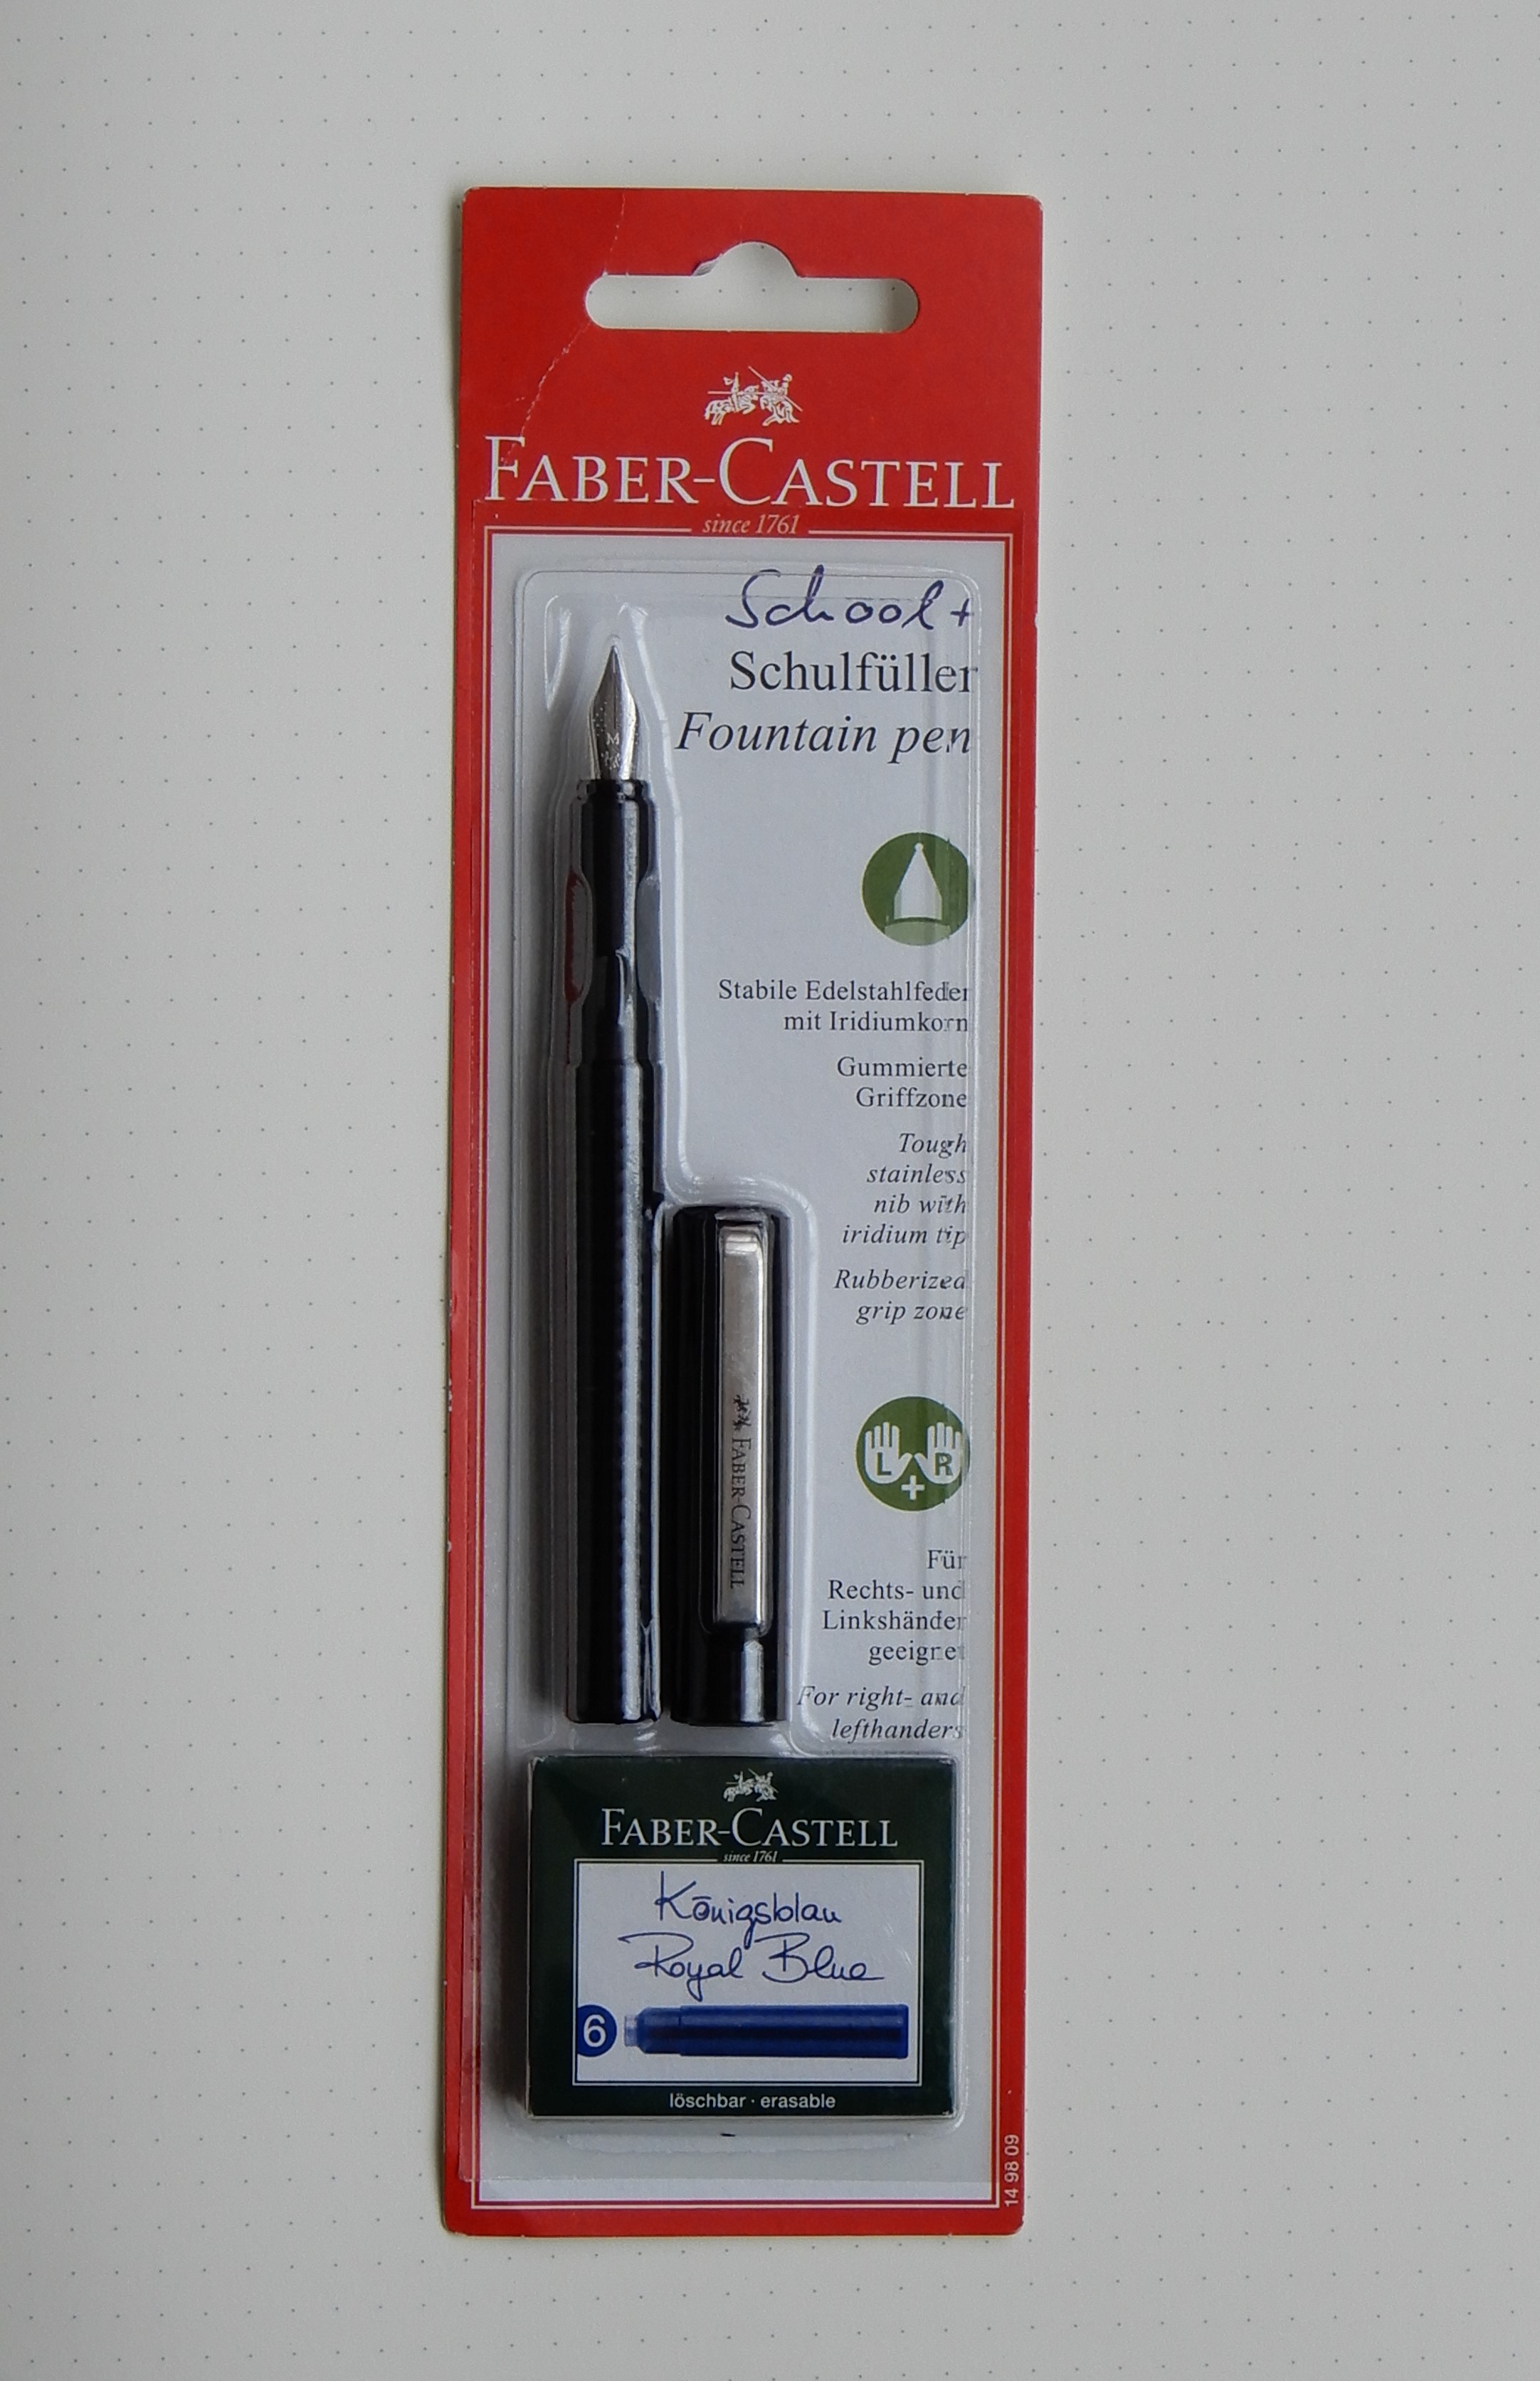 FABER-CASTELL
since 1761
School+
Schulfüller
Fountain pen
M
Stabile Edelstahlfeder
mit Iridiumkorn
Gummierte
Griffzone
Tough
stainless
nib with
iridium tip
Rubberized
grip zone
FABER-CASTELL
L R
+
Für
Rechts- und
Linkshänder
geeignet
For right- and
lefthanders
FABER-CASTELL
since 1761
Königsblau
Royal Blue
6
löschbar · erasable
14 98 09